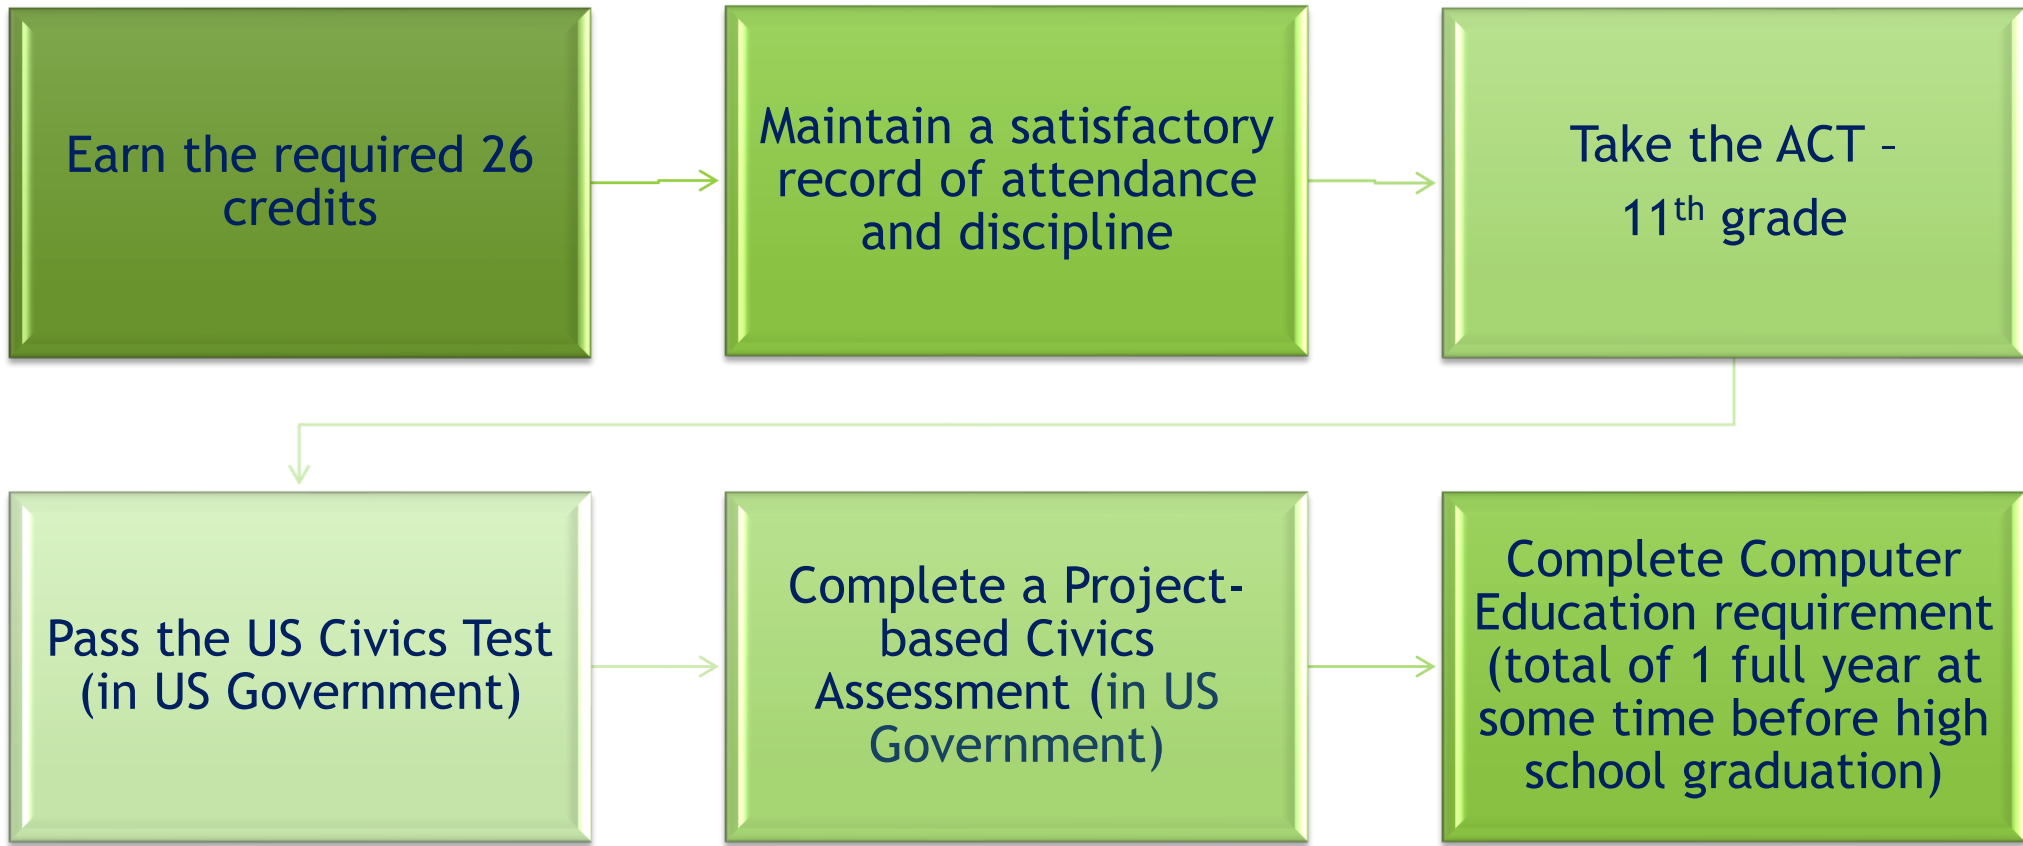 Earn the required 26
credits
Maintain a satisfactory
record of attendance
and discipline
Take the ACT –
11th grade
Pass the US Civics Test
(in US Government)
Complete a Project-
based Civics
Assessment (in US
Government)
Complete Computer
Education requirement
(total of 1 full year at
some time before high
school graduation)